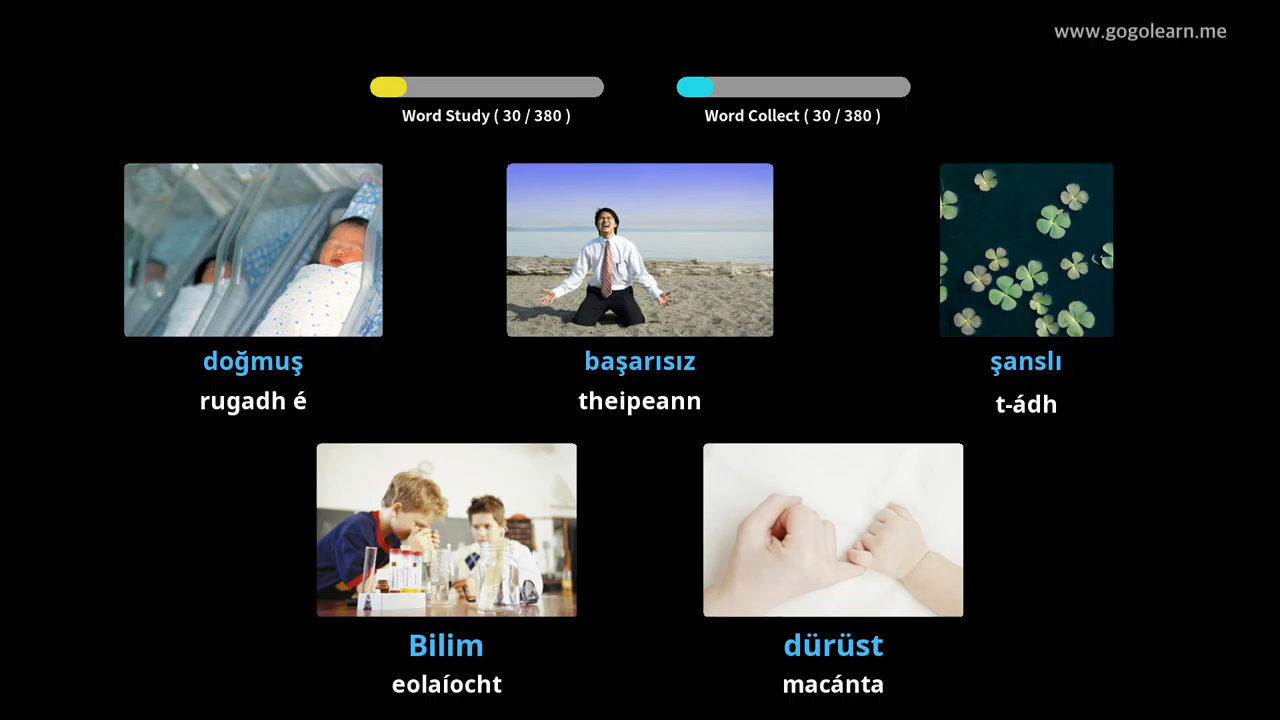 www.gogolearn.me
Word Study ( 30 / 380 )
Word Collect ( 30 / 380 )
doğmuş
rugadh é
başarısız
theipeann
şanslı
t-ádh
Bilim
eolaíocht
dürüst
macánta